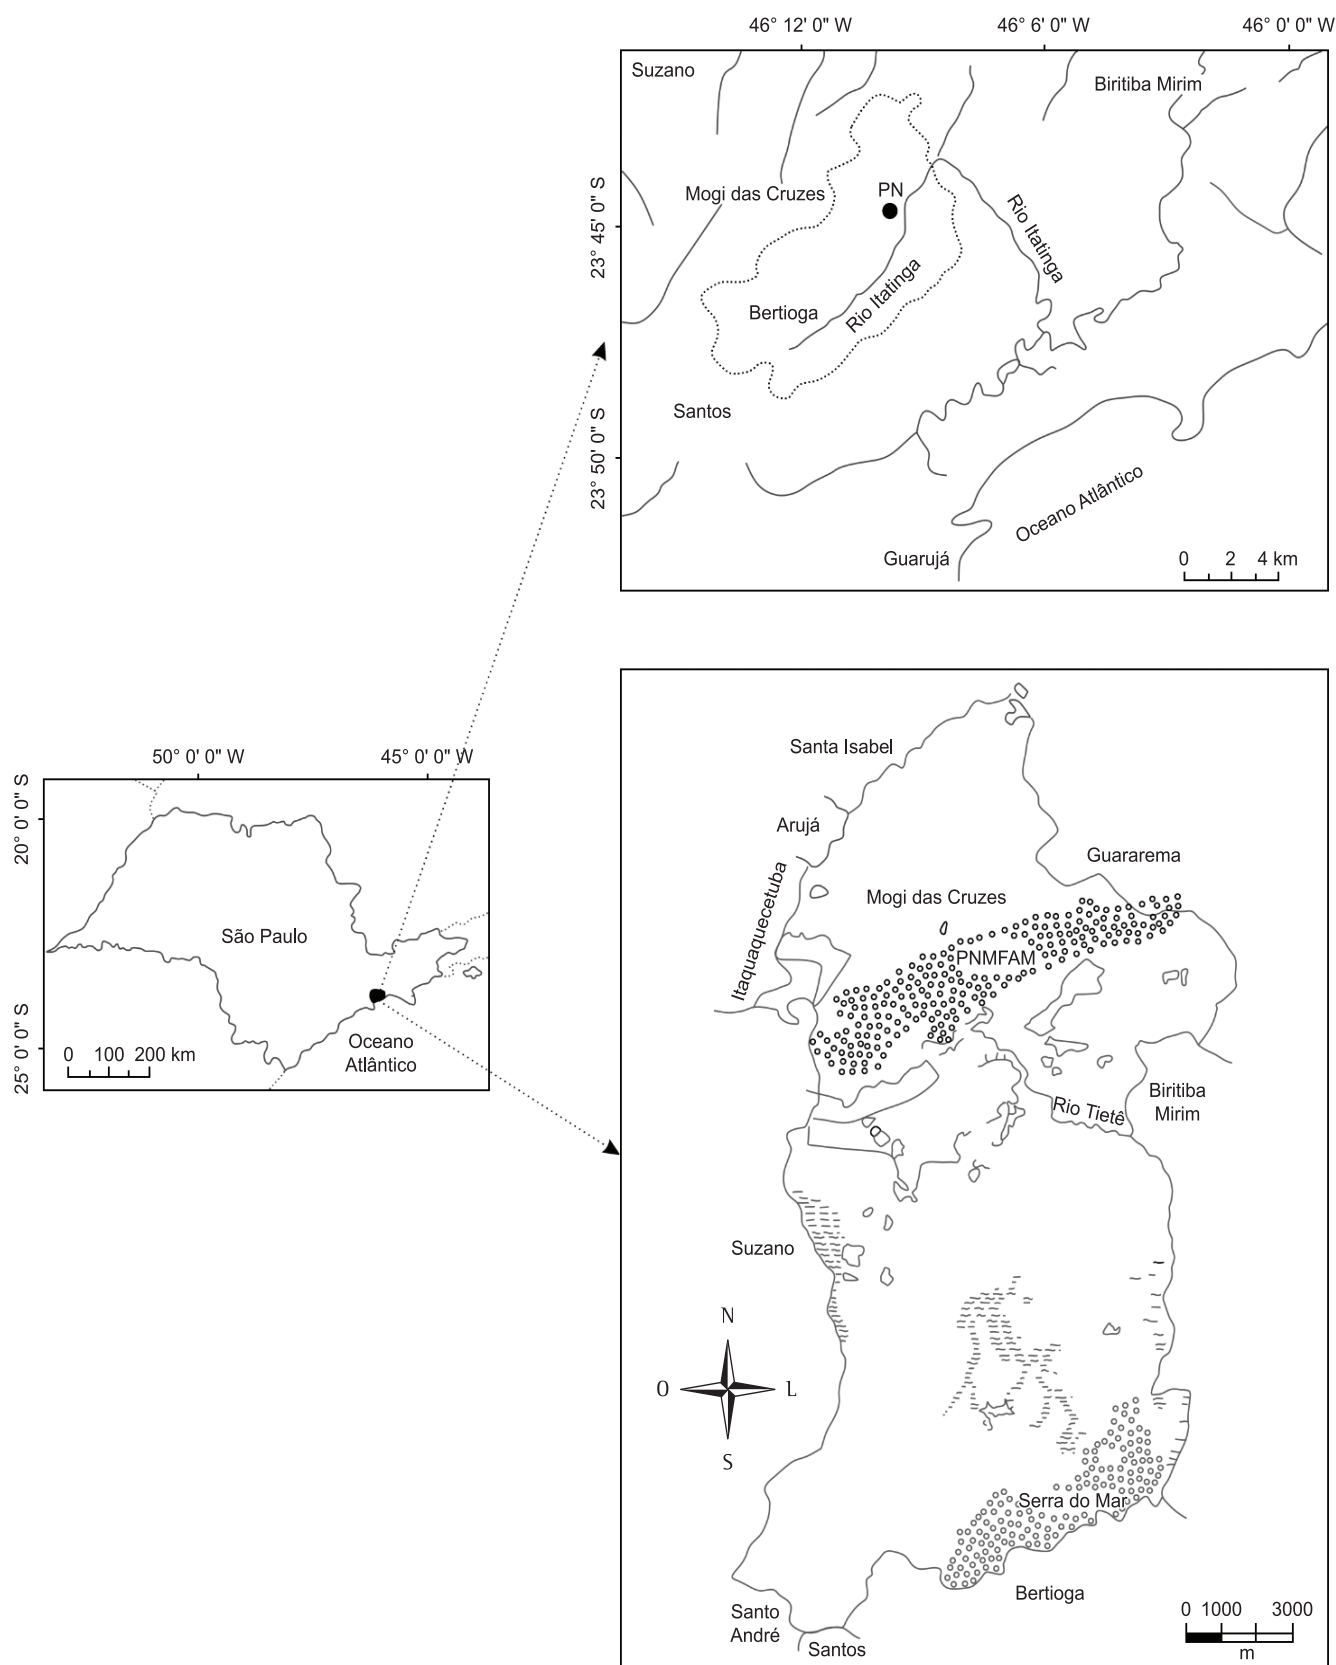 46° 12' 0" W
46° 6' 0" W
46° 0' 0" W
Suzano
Biritiba Mirim
Mogi das Cruzes
PN
23° 45' 0" S
Rio Itatinga
Rio Itatinga
Bertioga
Santos
23° 50' 0" S
Oceano Atlântico
Guarujá
0 2 4 km
50° 0' 0" W
45° 0' 0" W
20° 0' 0" S
São Paulo
25° 0' 0" S
0 100 200 km
Oceano
Atlântico
Santa Isabel
Arujá
Guararema
Itaquaquecetuba
Mogi das Cruzes
PNMFAM
Rio Tietê
Biritiba
Mirim
Suzano
N
O
L
S
Serra do Mar
Bertioga
Santo
André
Santos
0 1000 3000
m